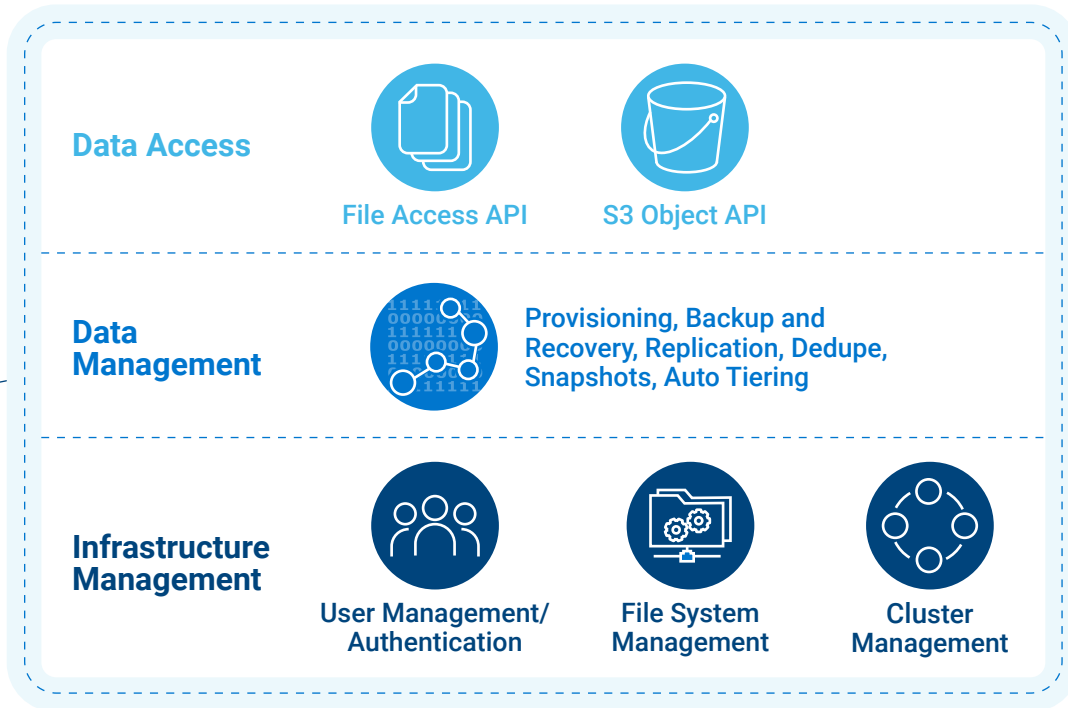 Data Access
File Access API
S3 Object API
Data
Management
Provisioning, Backup and
Recovery, Replication, Dedupe,
Snapshots, Auto Tiering
Infrastructure
Management
User Management/
Authentication
File System
Management
Cluster
Management